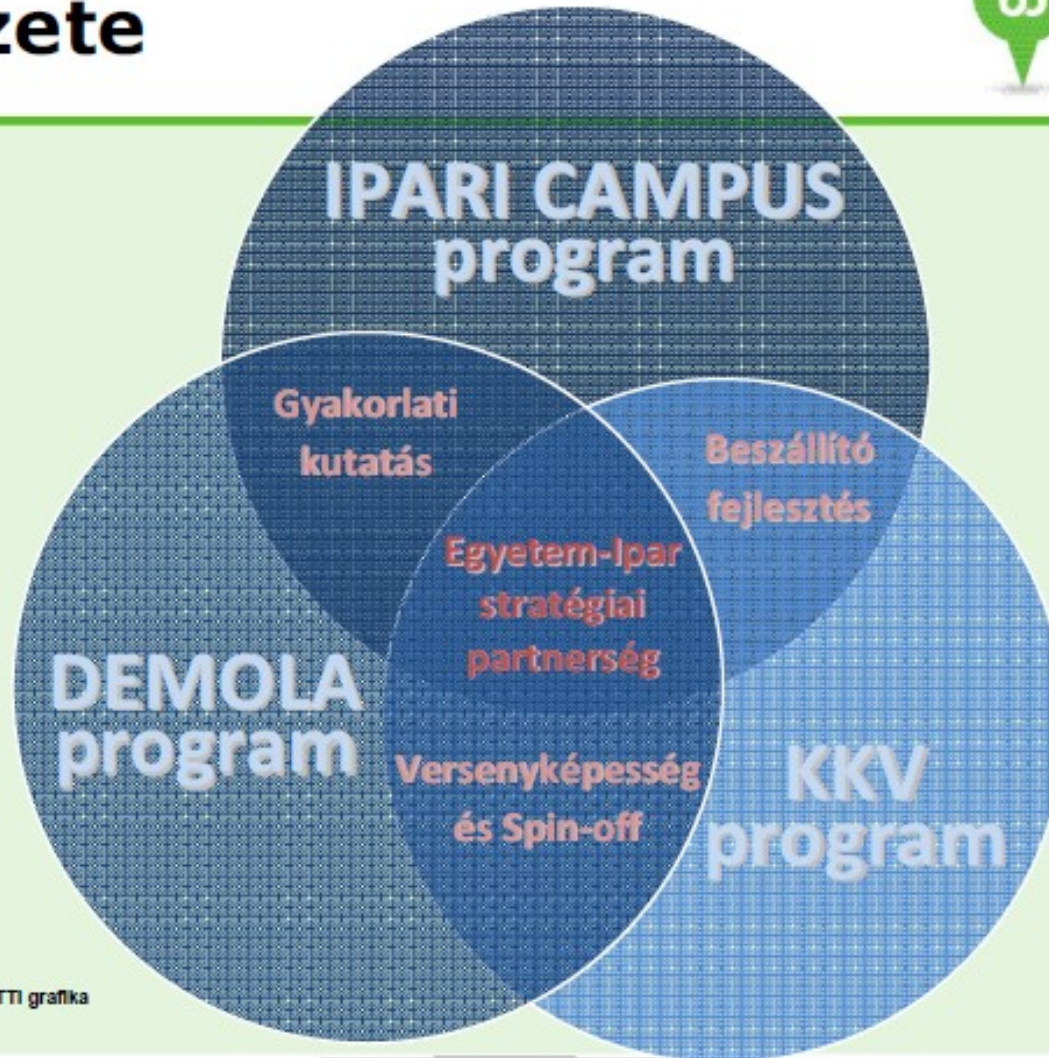 zete
IPARI CAMPUS
program
Gyakorlati
kutatás
Beszállító
fejlesztés
Egyetem-Ipar
stratégiai
partnerség
DEMOLA
program
Versenyképesség
és Spin-off
KKV
program
TTI grafika